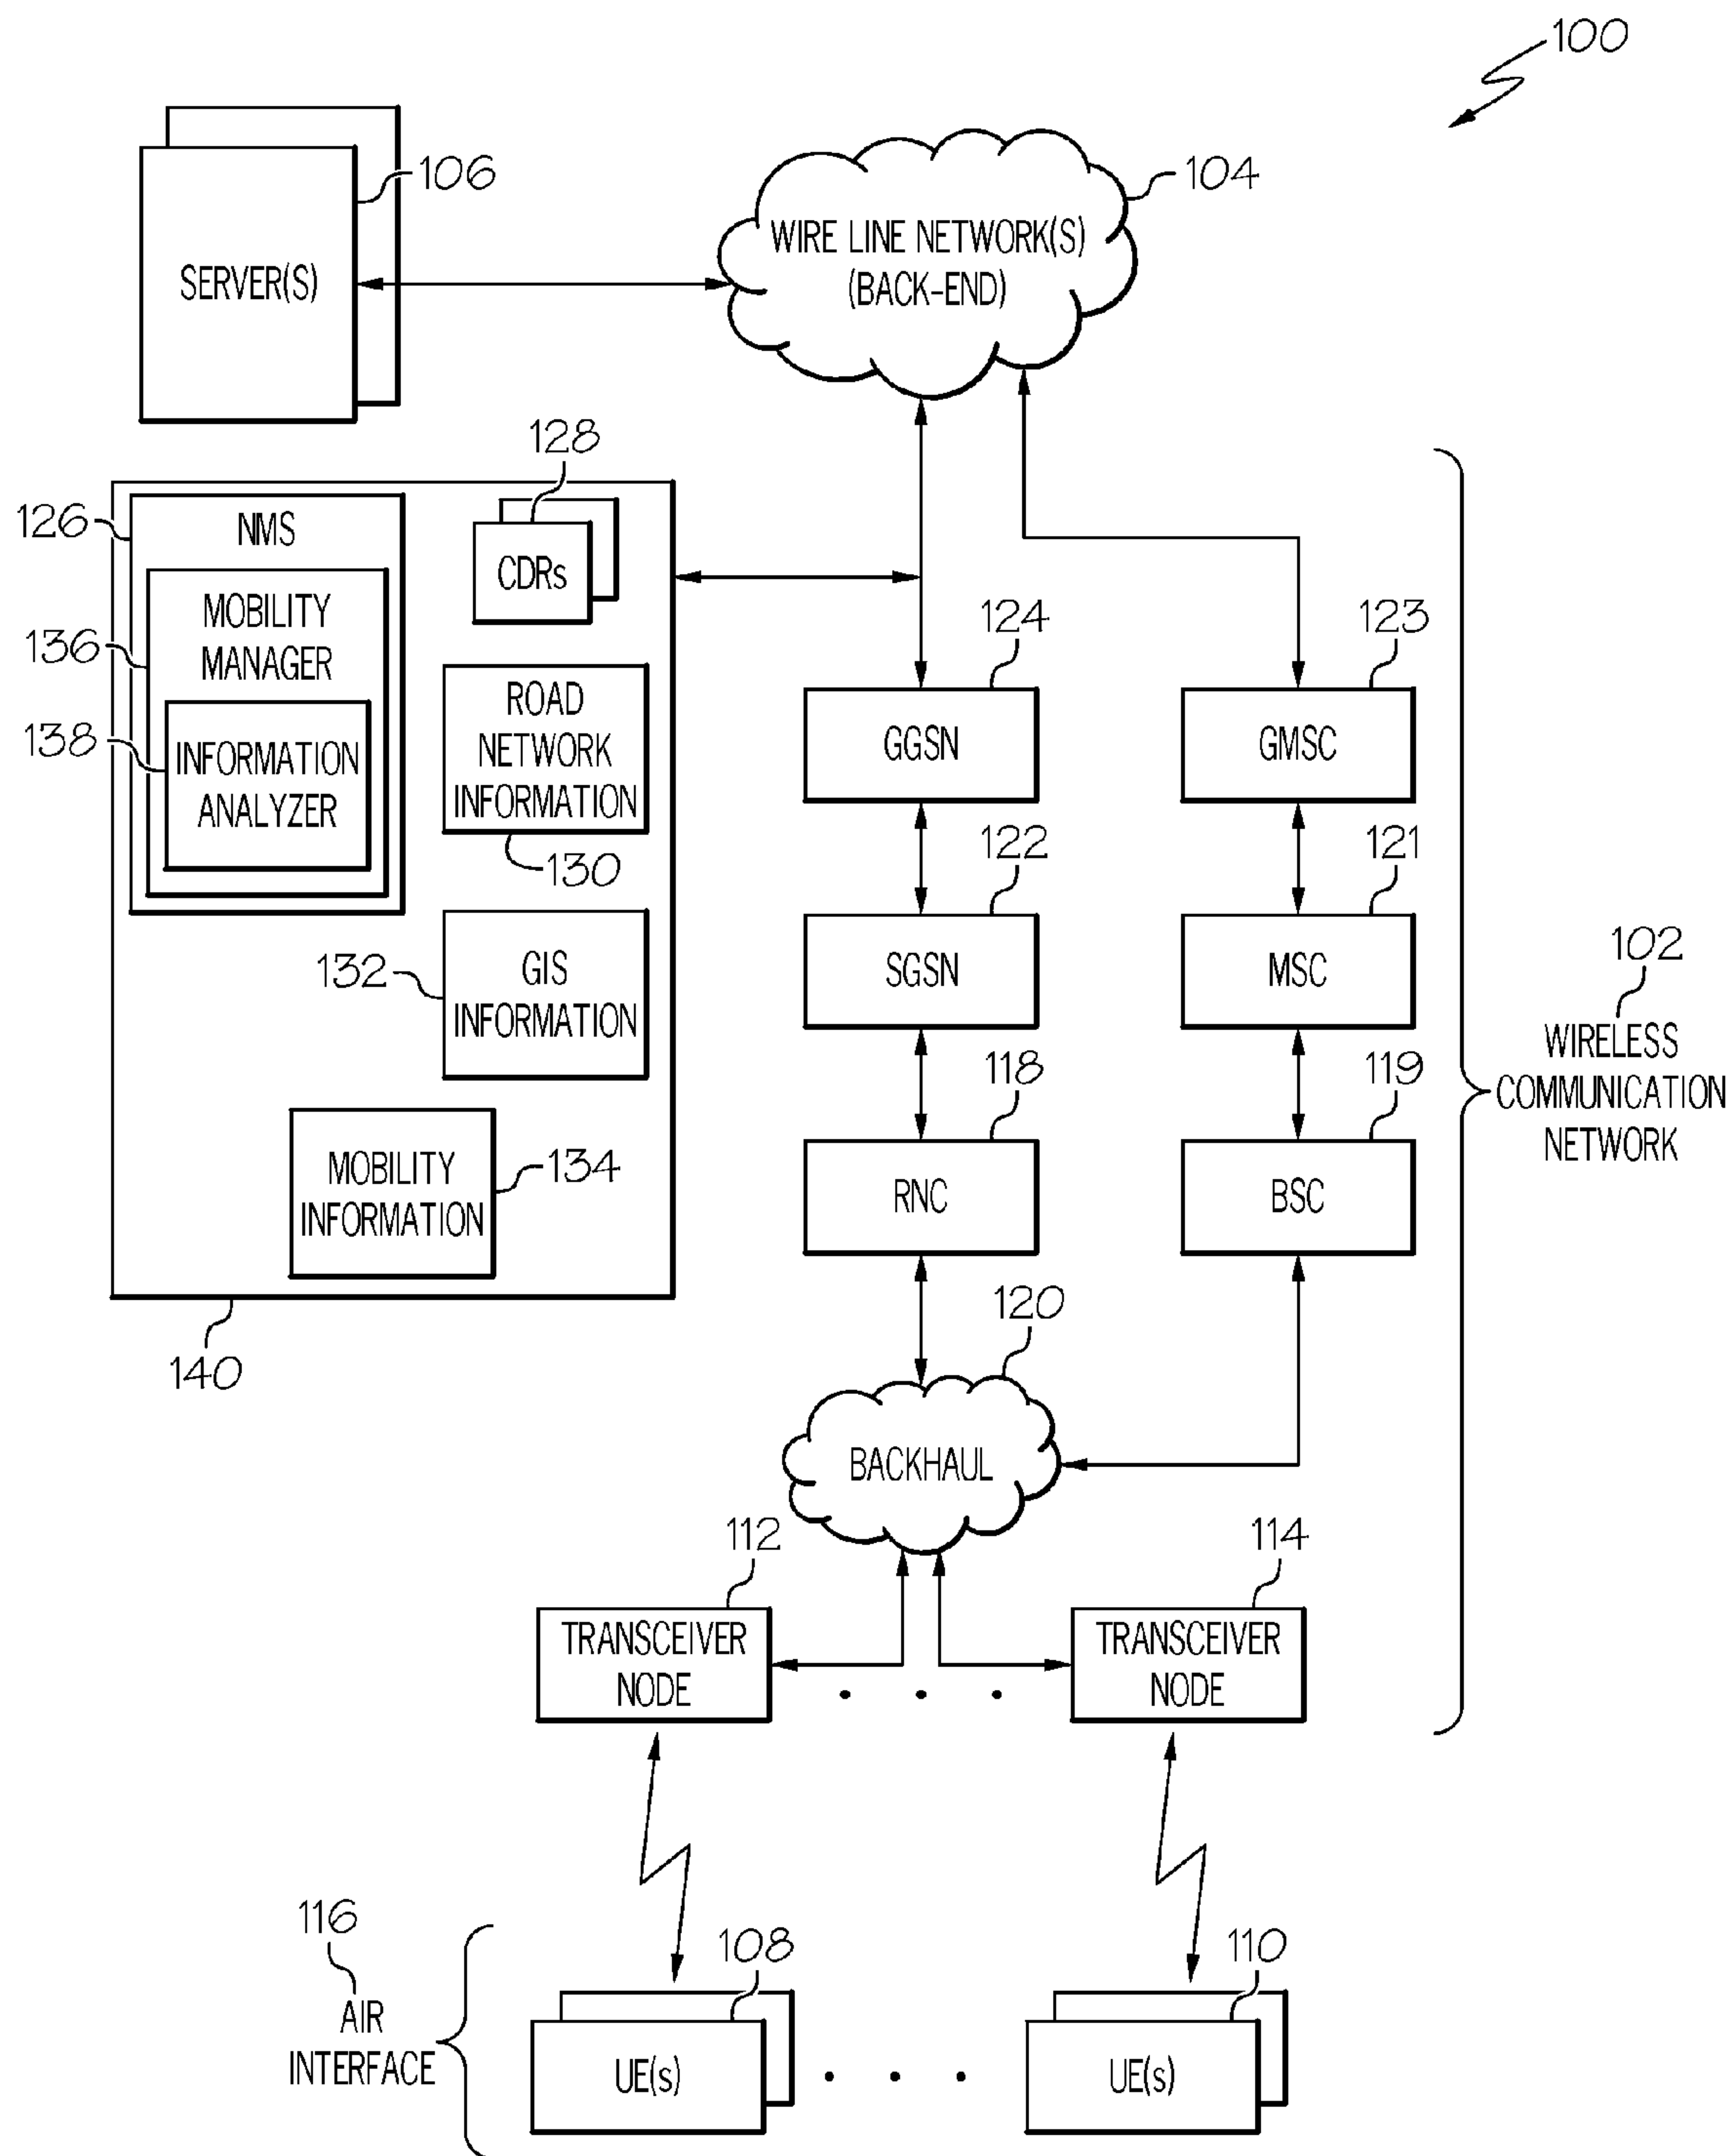 100
106
SERVER(S)
104
WIRE LINE NETWORK(S)
(BACK-END)
126
NMS
128
CDRs
136
MOBILITY
MANAGER
138
INFORMATION
ANALYZER
ROAD
NETWORK
INFORMATION
130
132
GIS
INFORMATION
MOBILITY
INFORMATION
134
140
124
GGSN
123
GMSC
122
SGSN
121
MSC
118
RNC
119
BSC
102
WIRELESS
COMMUNICATION
NETWORK
120
BACKHAUL
112
TRANSCEIVER
NODE
114
TRANSCEIVER
NODE
. . .
116
AIR
INTERFACE
108
UE(s)
. . .
110
UE(s)